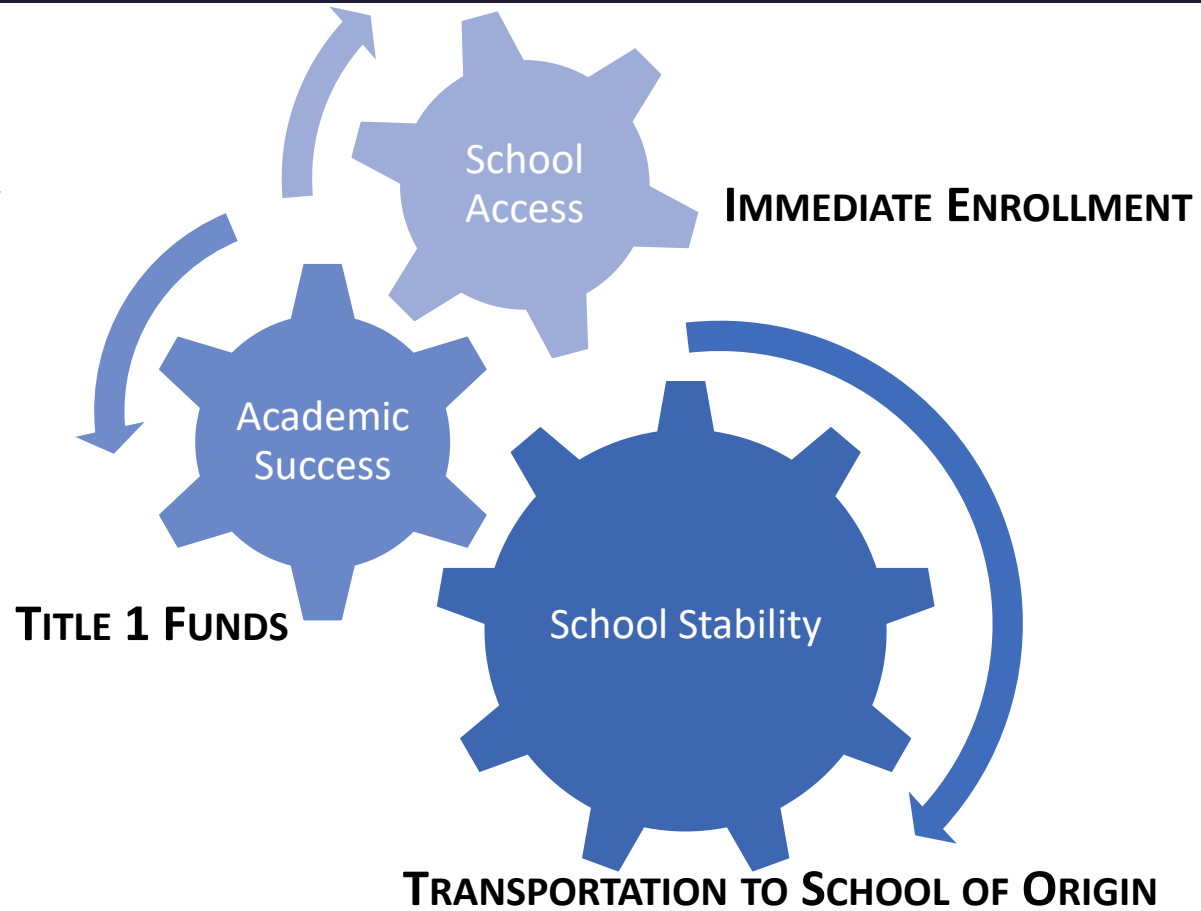 School
Access
IMMEDIATE ENROLLMENT
Academic
Success
TITLE 1 FUNDS
School Stability
TRANSPORTATION TO SCHOOL OF ORIGIN